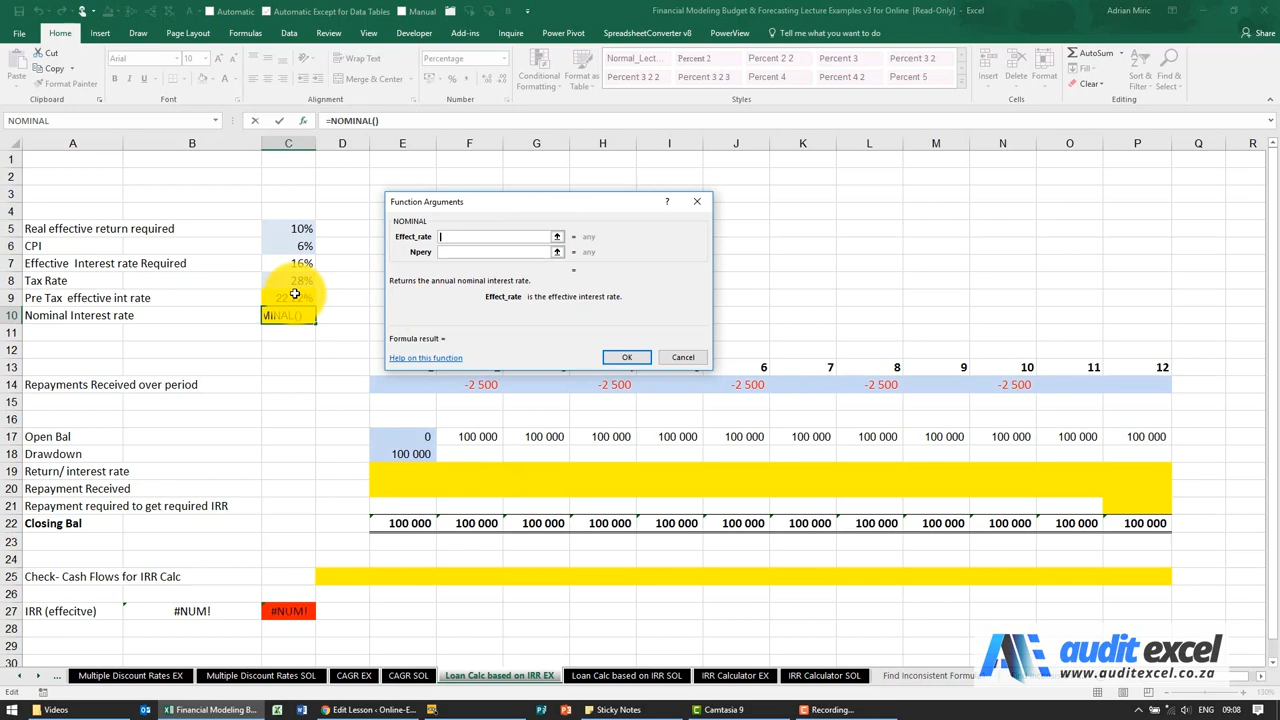 Automatic Automatic Except for Data Tables Manual Financial Modeling Budget & Forecasting Lecture Examples v3 for Online [Read-Only] - Excel Adrian Miric
File Home Insert Draw Page Layout Formulas Data Review View Developer Add-ins Inquire Power Pivot SpreadsheetConverter v8 PowerView Tell me what you want to do Share
Paste Cut Copy Format Painter Clipboard
Arial 10 Font
Wrap Text Merge & Center Alignment
Percentage Number
Conditional Formatting Format as Table
Normal_Lect... Percent 2 Percent 2 2 Percent 3 Percent 3 2
Percent 3 2 2 Percent 3 2 3 Percent 4 Percent 4 2 Percent 5
Styles
Insert Delete Format Cells
AutoSum Fill Clear Sort & Filter Find & Select Editing
NOMINAL =NOMINAL()
A B C D E F G H I J K L M N O P Q R
1
2
3
4
5 Real effective return required 10%
6 CPI 6%
7 Effective Interest rate Required 16%
8 Tax Rate 28%
9 Pre Tax effective int rate
10 Nominal Interest rate MINAL()
Function Arguments ?
NOMINAL
Effect_rate = any
Npery = any
=
Returns the annual nominal interest rate.
Effect_rate is the effective interest rate.
Formula result =
Help on this function OK Cancel
11
12
6 7 8 9 10 11 12
4 Repayments Received over period -2 500 -2 500 -2 500 -2 500 -2 500
15
16
17 Open Bal 0 100 000 100 000 100 000 100 000 100 000 100 000 100 000 100 000 100 000 100 000 100 000
18 Drawdown 100 000
19 Return/ interest rate
20 Repayment Received
21 Repayment required to get required IRR
22 Closing Bal 100 000 100 000 100 000 100 000 100 000 100 000 100 000 100 000 100 000 100 000 100 000 100 000
23
24
25 Check- Cash Flows for IRR Calc
26
27 IRR (effecitve) #NUM! #NUM!
28
29
30
audit excel
www.auditexcel.co.za
Multiple Discount Rates EX Multiple Discount Rates SOL CAGR EX CAGR SOL Loan Calc based on IRR EX Loan Calc based on IRR SOL IRR Calculator EX IRR Calculator SOL Find Inconsistent Formu
Edit 130%
Videos Financial Modeling B... Edit Lesson < Online-E... Sticky Notes Camtasia 9 Recording... ENG 09:38